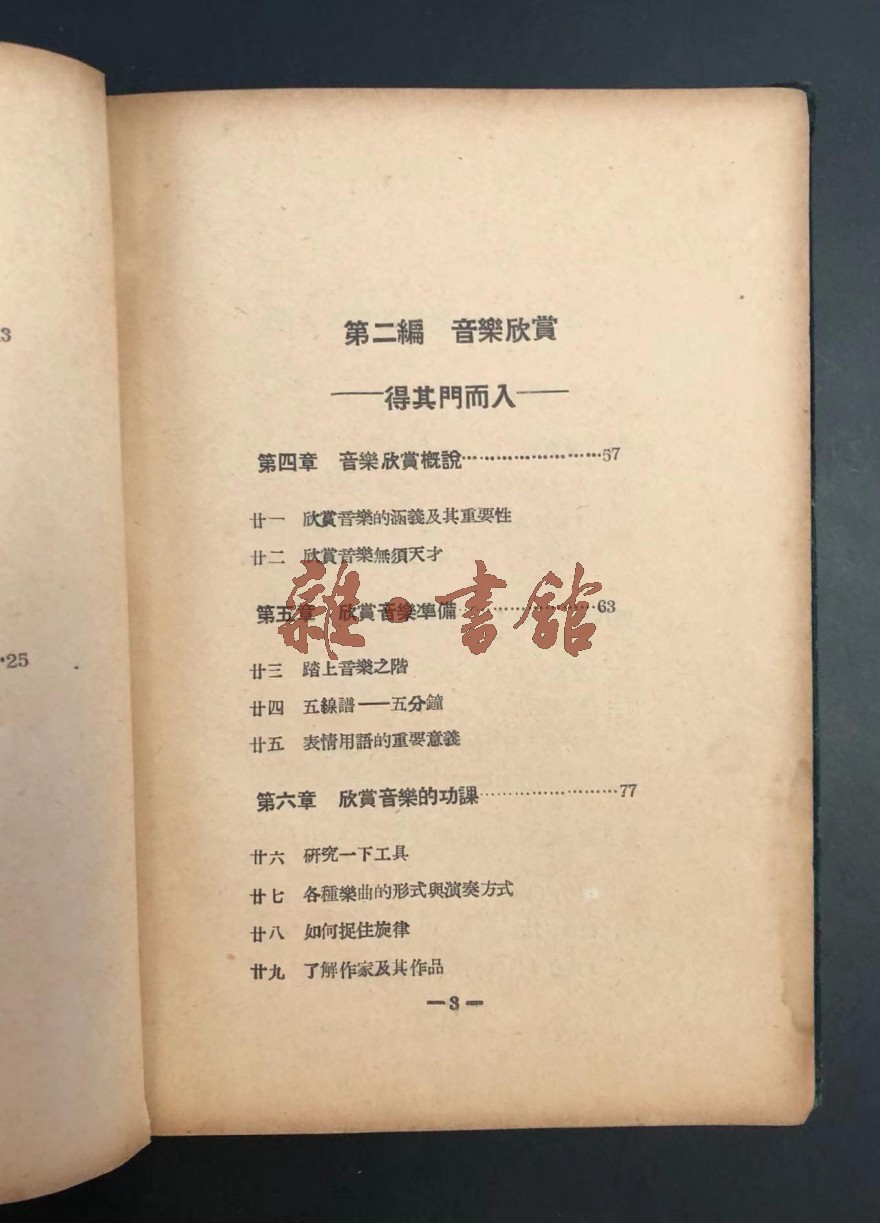 3
·25
第二編　音樂欣賞
——得其門而入——
第四章　音樂欣賞槪說························57
廿一　欣賞音樂的涵義及其重要性
廿二　欣賞音樂無須天才
第五章　欣賞音樂準備························63
廿三　踏上音樂之階
廿四　五線譜——五分鐘
廿五　表情用語的重要意義
第六章　欣賞音樂的功課························77
廿六　研究一下工具
廿七　各種樂曲的形式與演奏方式
廿八　如何捉住旋律
廿九　了解作家及其作品
—3—
雜·書館